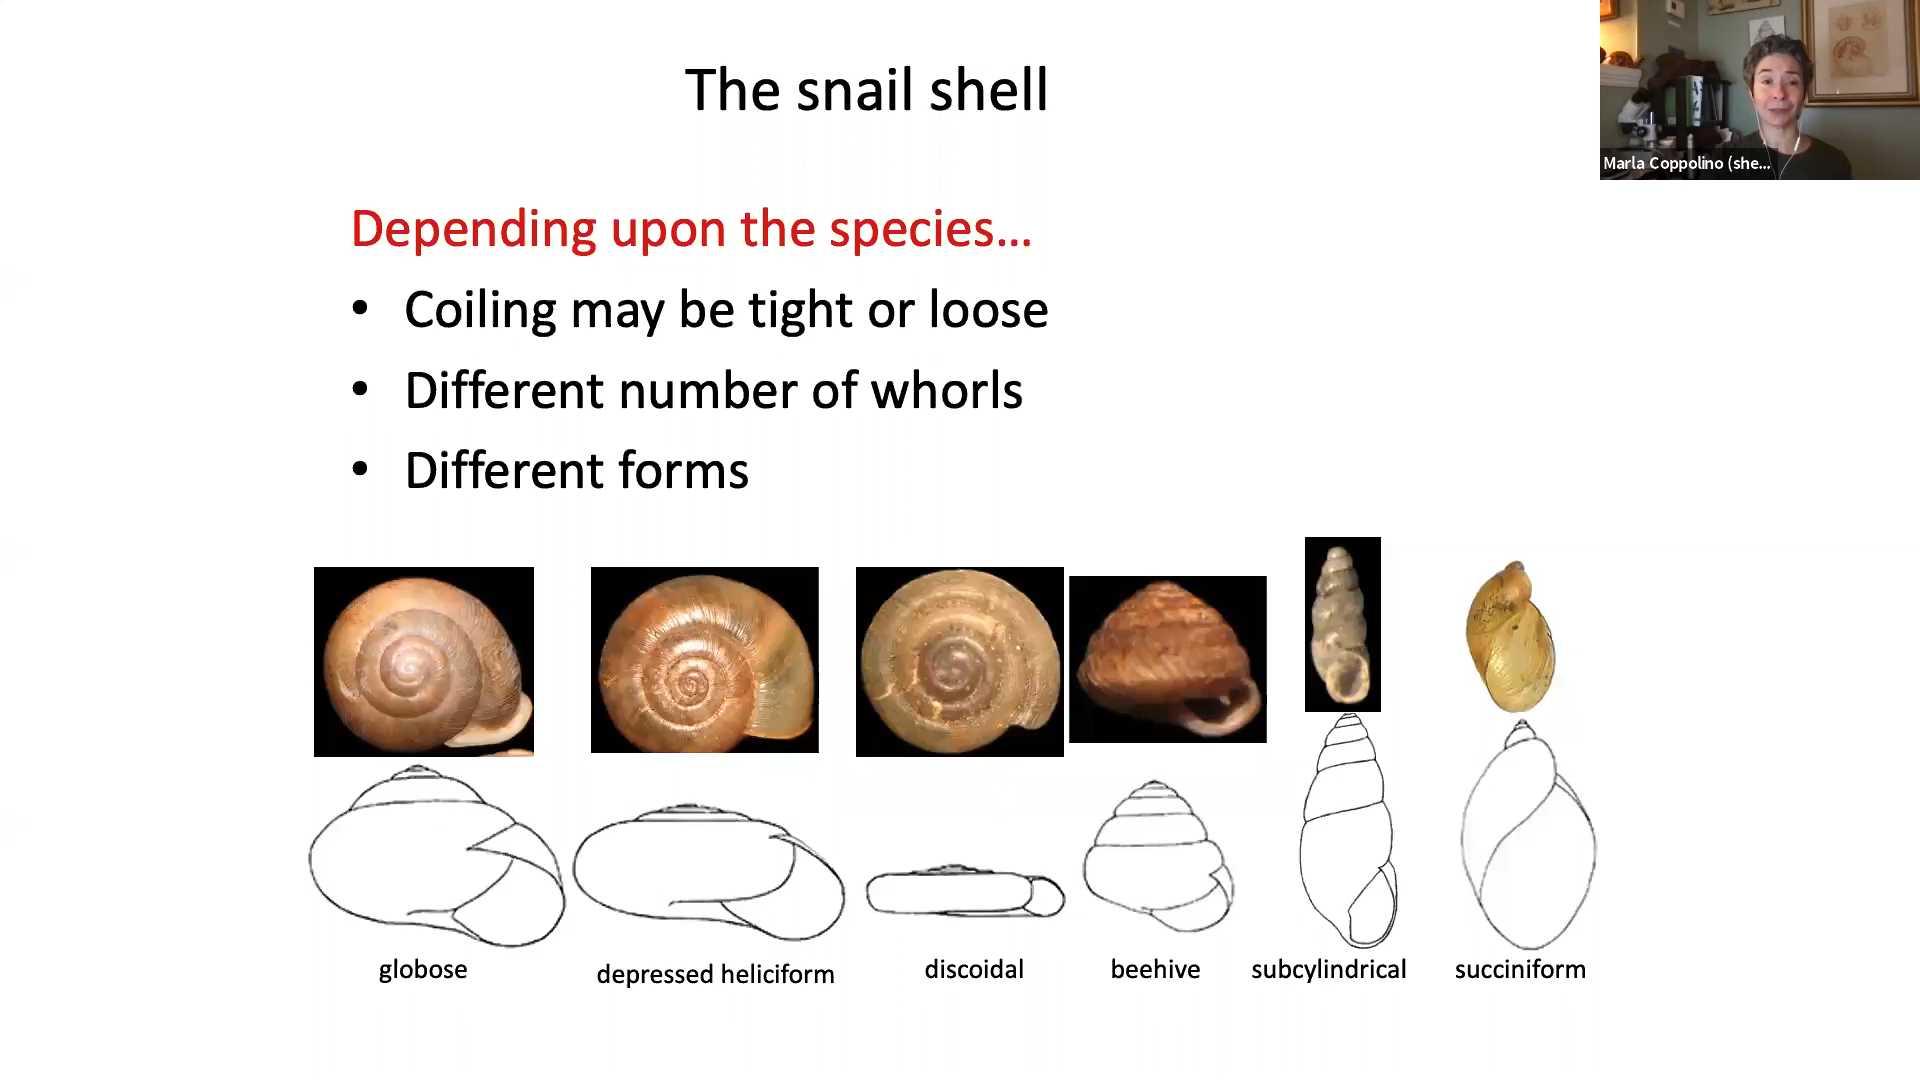 The snail shell
Marla Coppolino (she...
Depending upon the species...
• Coiling may be tight or loose
• Different number of whorls
• Different forms
globose
depressed heliciform
discoidal
beehive
subcylindrical
succiniform